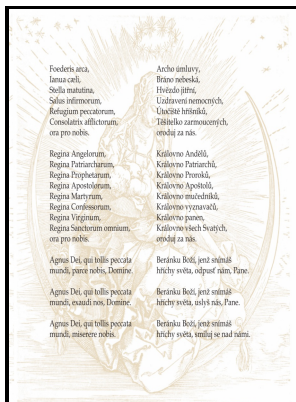 Foederis arca,
Ianua cæli,
Stella matutina,
Salus infirmorum,
Refugium peccatorum,
Consolatrix afflictorum,
ora pro nobis.
Regina Angelorum,
Regina Patriarcharum,
Regina Prophetarum,
Regina Apostolorum,
Regina Martyrum,
Regina Confessorum,
Regina Virginum,
Regina Sanctorum omnium,
ora pro nobis.
Agnus Dei, qui tollis peccata
mundi, parce nobis, Domine.
Agnus Dei, qui tollis peccata
mundi, exaudi nos, Domine.
Agnus Dei, qui tollis peccata
mundi, miserere nobis.
Archo úmluvy,
Bráno nebeská,
Hvězdo jitřní,
Uzdravení nemocných,
Útočiště hříšníků,
Těšitelko zarmoucených,
oroduj za nás.
Královno Andělů,
Královno Patriarchů,
Královno Proroků,
Královno Apoštolů,
Královno mučedníků,
Královno vyznavačů,
Královno panen,
Královno všech Svatých,
oroduj za nás.
Beránku Boží, jenž snímáš
hříchy světa, odpusť nám, Pane.
Beránku Boží, jenž snímáš
hříchy světa, uslyš nás, Pane.
Beránku Boží, jenž snímáš
hříchy světa, smiluj se nad námi.